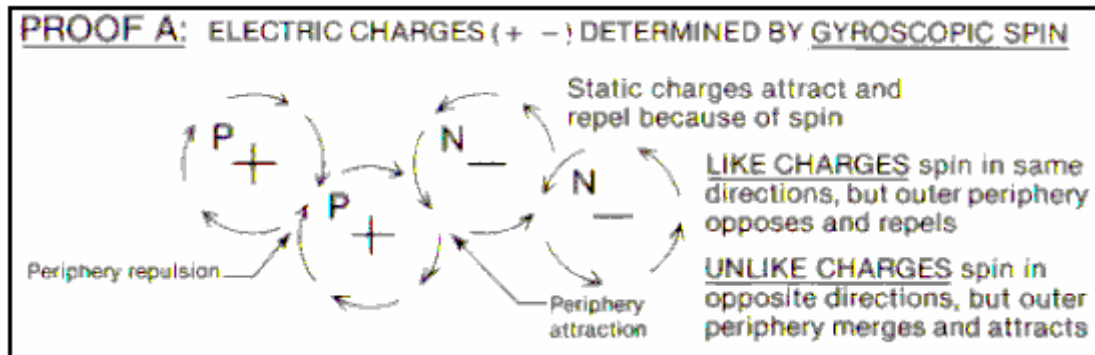 PROOF A: ELECTRIC CHARGES (+ −) DETERMINED BY GYROSCOPIC SPIN
Static charges attract and
repel because of spin
P
+
N
−
P
+
N
−
LIKE CHARGES spin in same
directions, but outer periphery
opposes and repels
Periphery repulsion
Periphery
attraction
UNLIKE CHARGES spin in
opposite directions, but outer
periphery merges and attracts